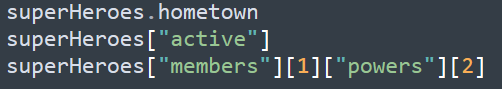 superHeroes.hometown
superHeroes["active"]
superHeroes["members"][1]["powers"][2]